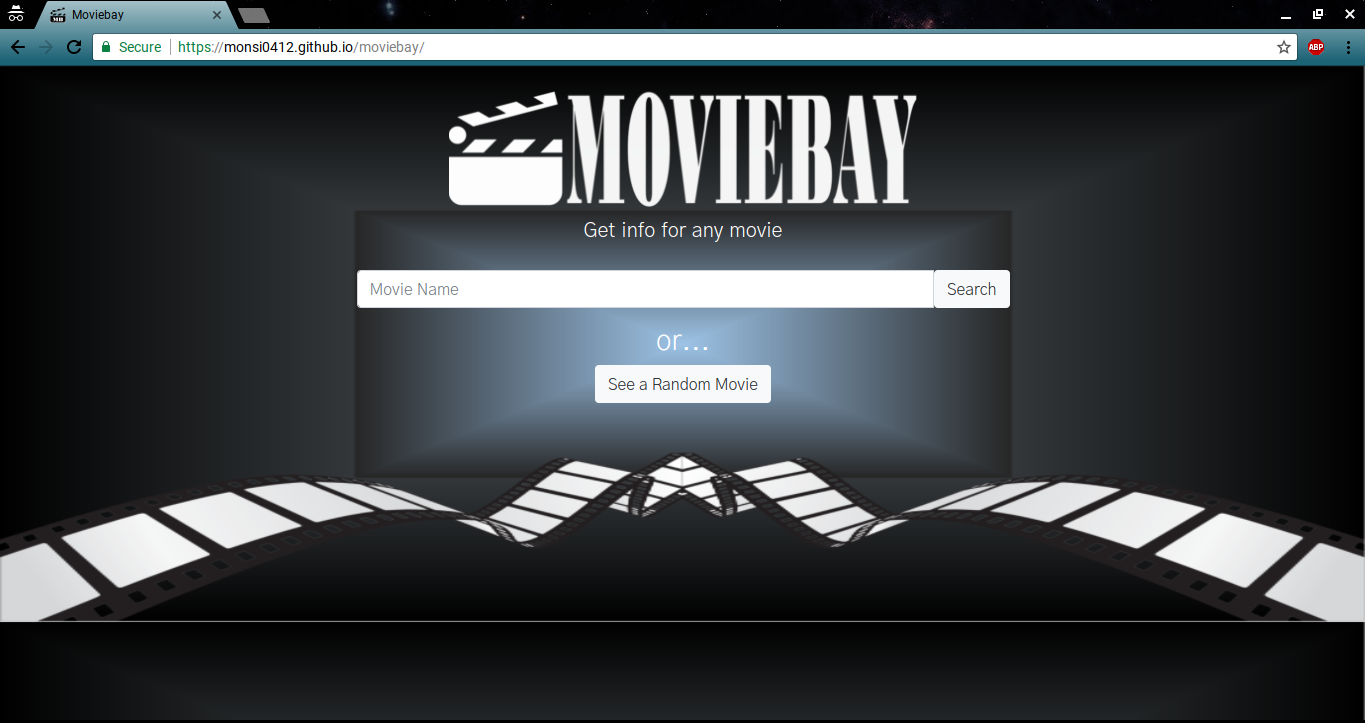 Moviebay
Secure https://monsi0412.github.io/moviebay/
ABP
MOVIEBAY
Get info for any movie
Movie Name
Search
or...
See a Random Movie